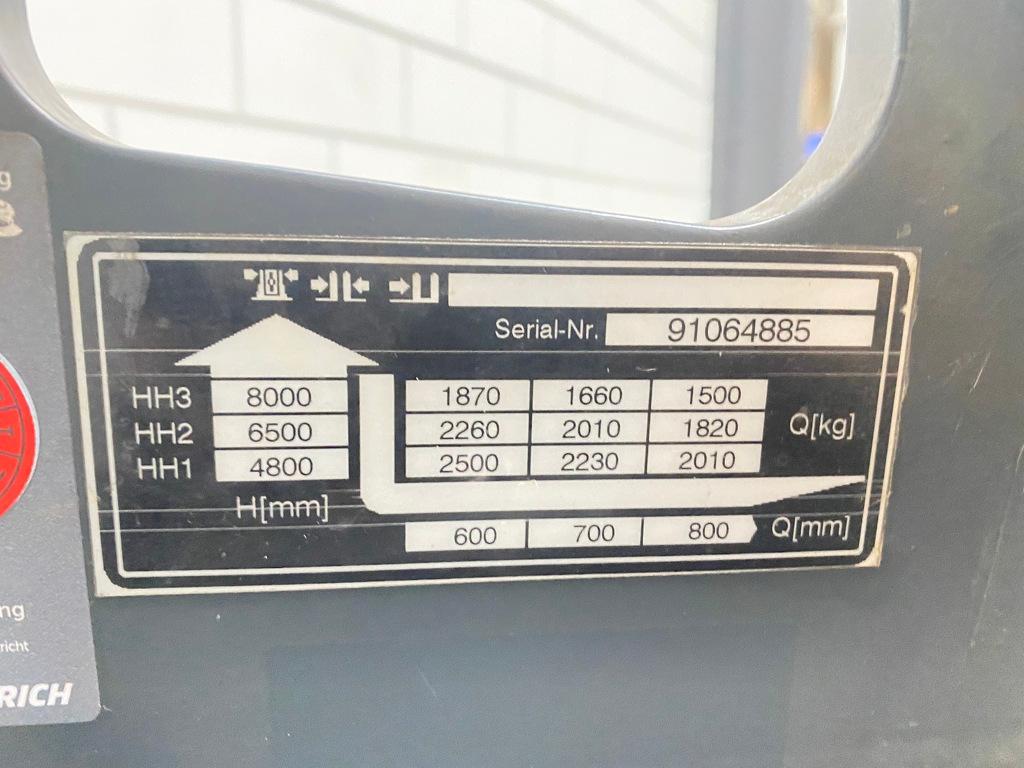 g
Serial-Nr. 91064885
HH3 8000 1870 1660 1500
HH2 6500 2260 2010 1820 Q[kg]
HH1 4800 2500 2230 2010
H[mm]
600 700 800 Q[mm]
ng
richt
RICH